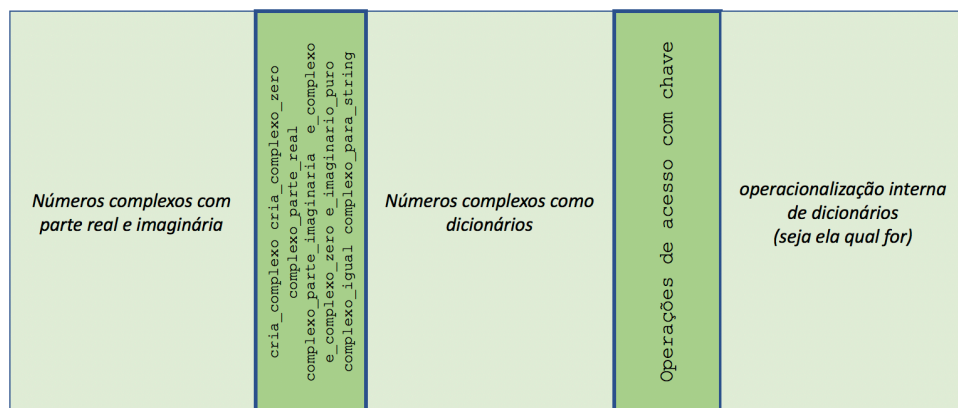 Números complexos com
parte real e imaginária
cria_complexo cria_complexo_zero
complexo_parte_real
complexo_parte_imaginaria e_complexo
e_complexo_zero e_imaginario_puro
complexo_igual complexo_para_string
Números complexos como
dicionários
Operações de acesso com chave
operacionalização interna
de dicionários
(seja ela qual for)